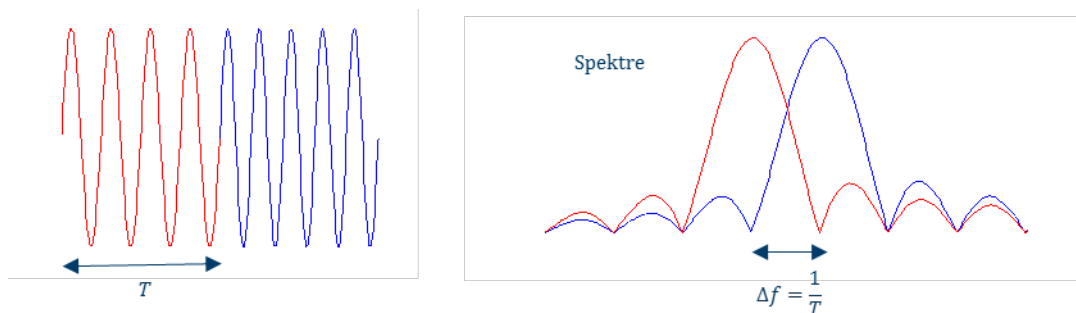 Spektre
T
Δf = 1/T